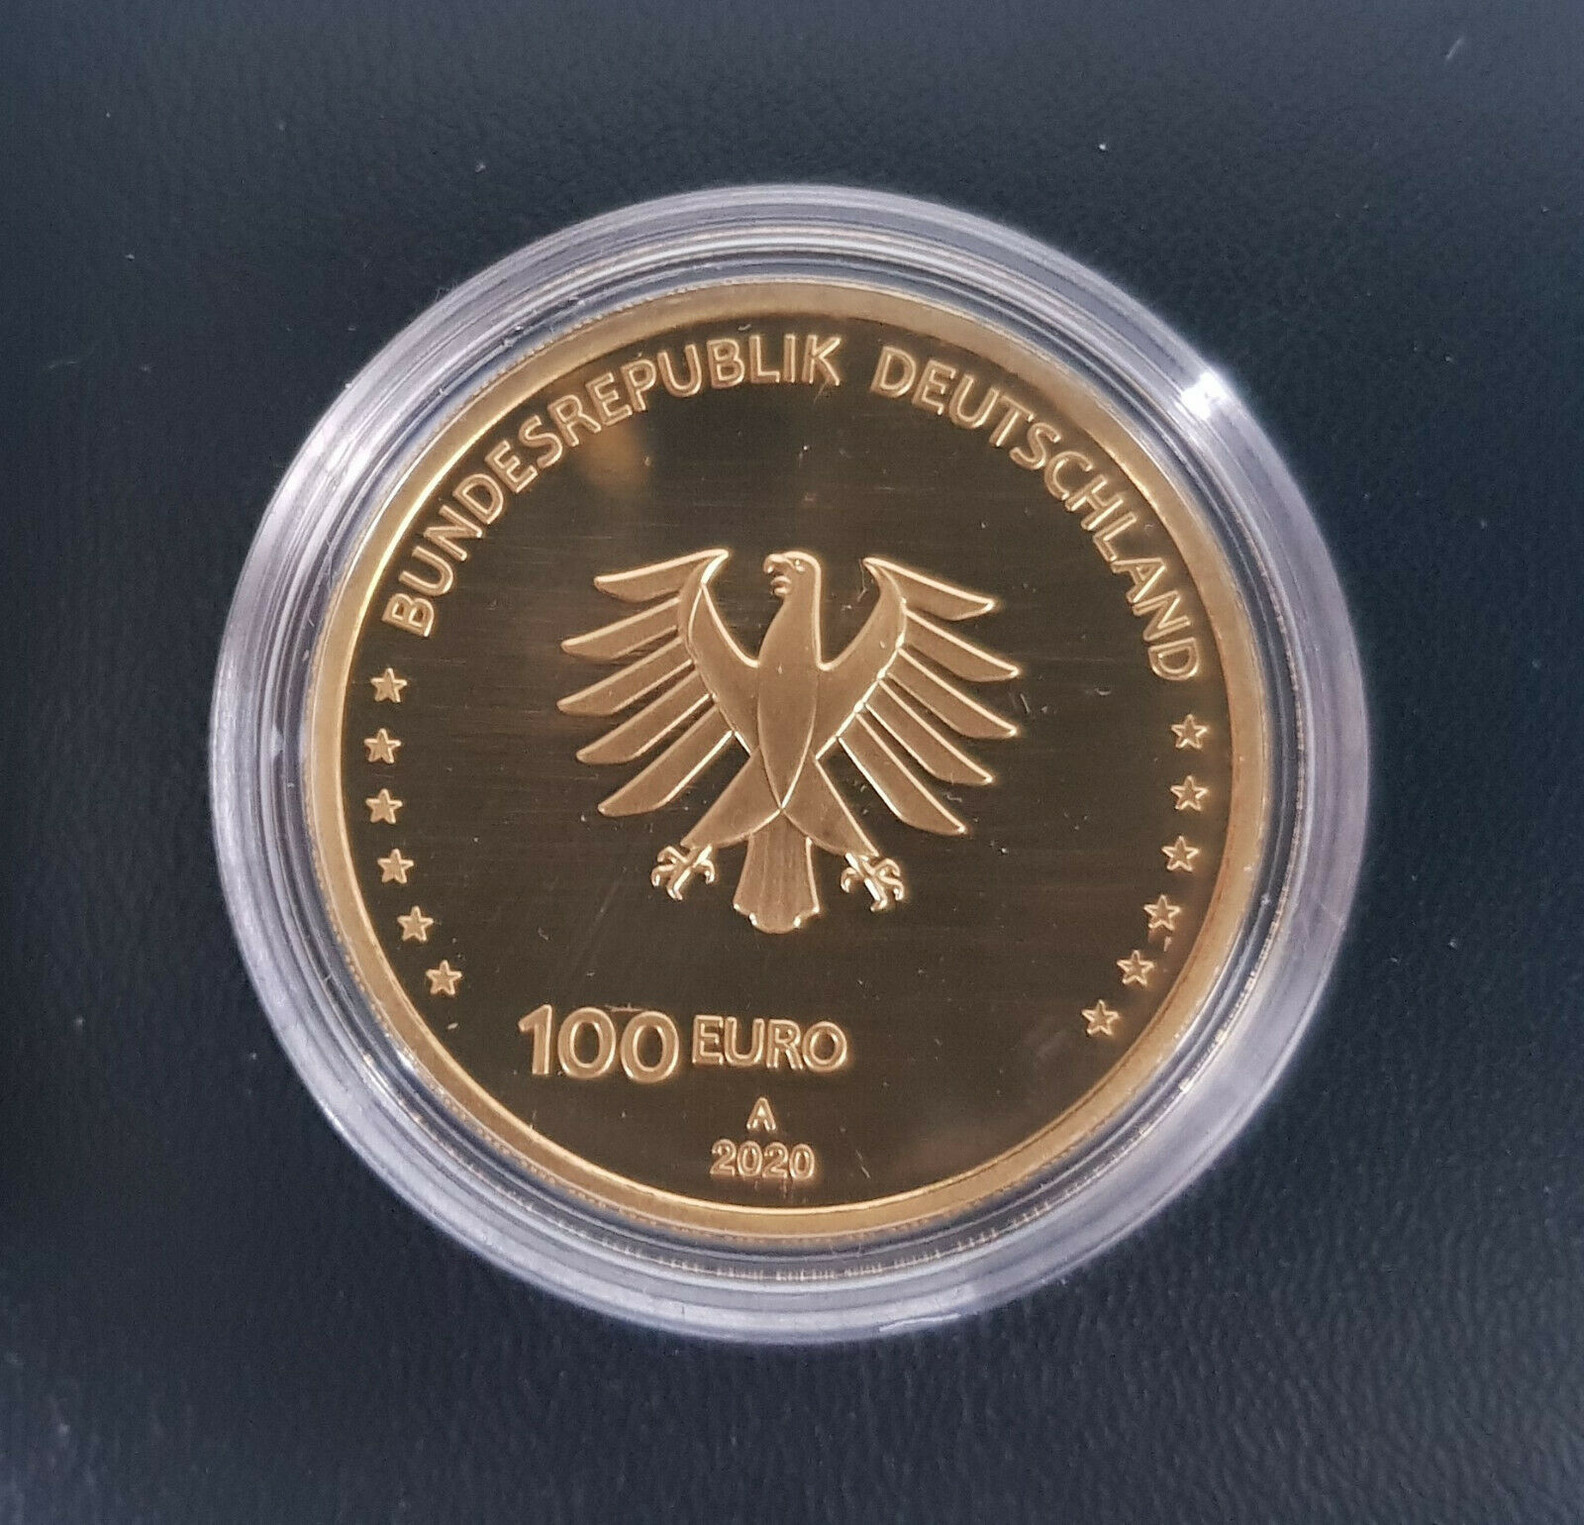 BUNDESREPUBLIK DEUTSCHLAND
100 EURO
A
2020